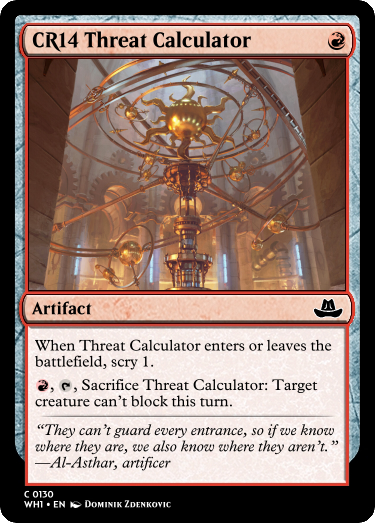 CR14 Threat Calculator
Artifact
When Threat Calculator enters or leaves the
battlefield, scry 1.
, , Sacrifice Threat Calculator: Target
creature can't block this turn.
“They can't guard every entrance, so if we know
where they are, we also know where they aren't.”
—Al-Asthar, artificer
C 0130
WH1 • EN Dominik Zdenkovic